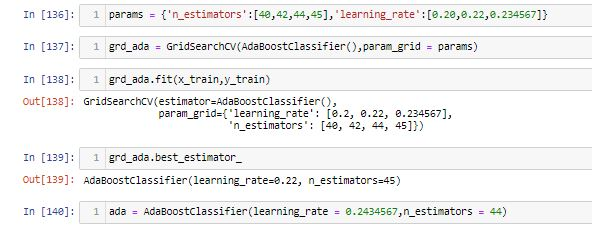 In [136]: 1 params = {'n_estimators':[40,42,44,45],'learning_rate':[0.20,0.22,0.234567]}
In [137]: 1 grd_ada = GridSearchCV(AdaBoostClassifier(),param_grid = params)
In [138]: 1 grd_ada.fit(x_train,y_train)
Out[138]: GridSearchCV(estimator=AdaBoostClassifier(),
param_grid={'learning_rate': [0.2, 0.22, 0.234567],
'n_estimators': [40, 42, 44, 45]})
In [139]: 1 grd_ada.best_estimator_
Out[139]: AdaBoostClassifier(learning_rate=0.22, n_estimators=45)
In [140]: 1 ada = AdaBoostClassifier(learning_rate = 0.2434567,n_estimators = 44)